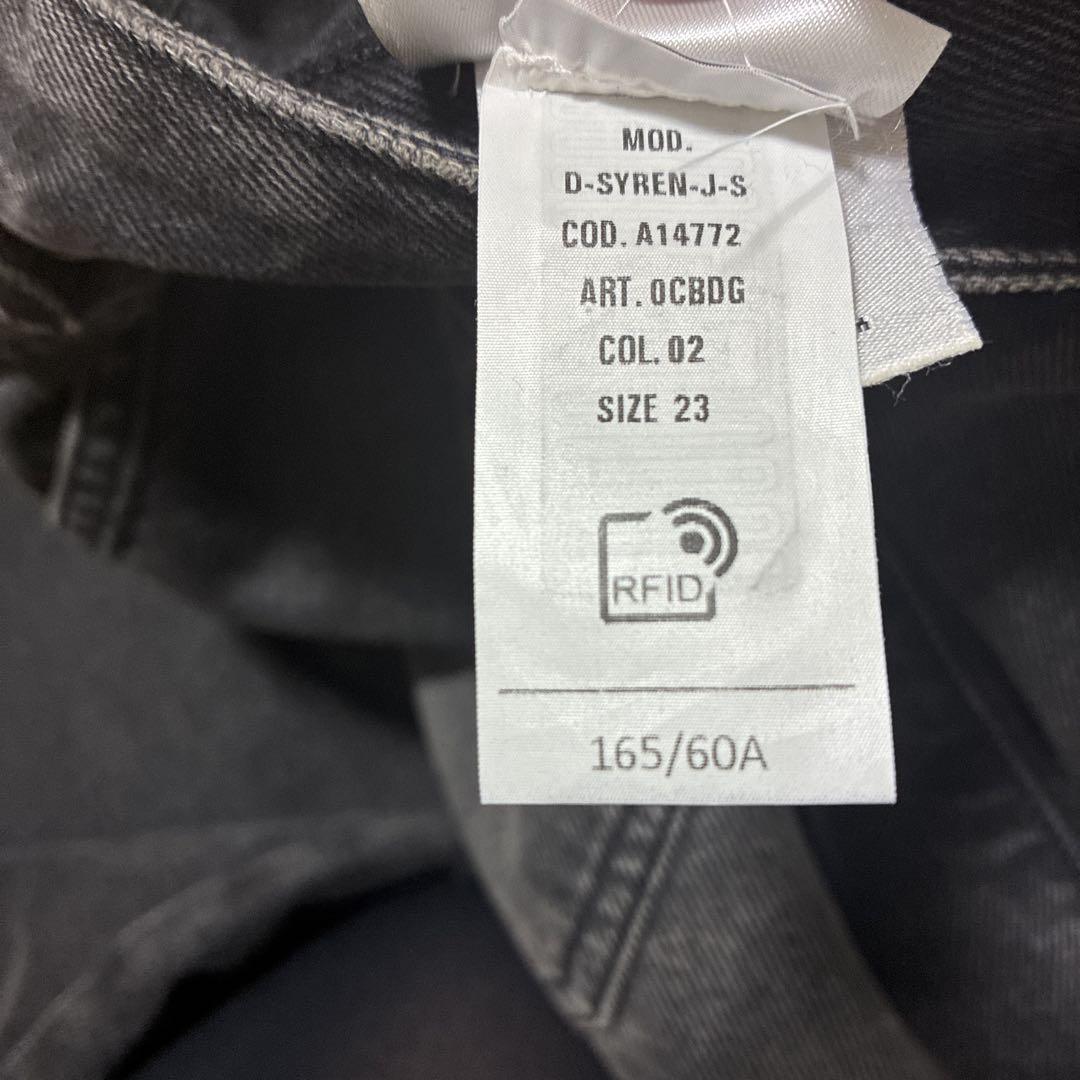 MOD.
D-SYREN-J-S
COD. A14772
ART. 0CBDG
COL. 02
SIZE 23
RFID
165/60A